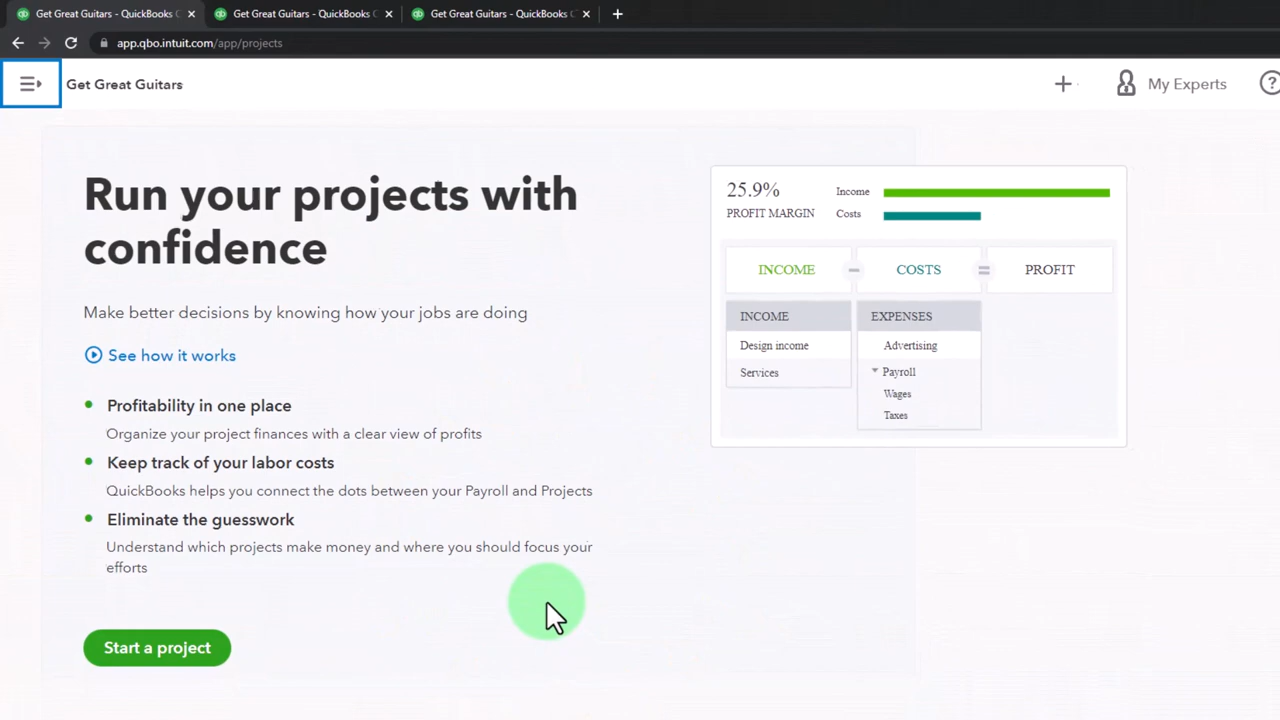 Get Great Guitars - QuickBooks
Get Great Guitars - QuickBooks
Get Great Guitars - QuickBooks
app.qbo.intuit.com/app/projects
Get Great Guitars
My Experts
Run your projects with
confidence
Make better decisions by knowing how your jobs are doing
See how it works
Profitability in one place
Organize your project finances with a clear view of profits
Keep track of your labor costs
QuickBooks helps you connect the dots between your Payroll and Projects
Eliminate the guesswork
Understand which projects make money and where you should focus your
efforts
Start a project
25.9%
PROFIT MARGIN
Income
Costs
INCOME - COSTS = PROFIT
INCOME
Design income
Services
EXPENSES
Advertising
Payroll
Wages
Taxes